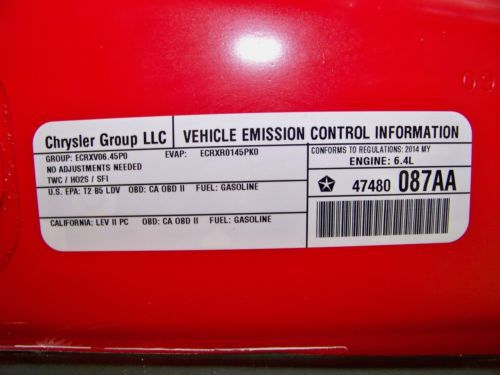 Chrysler Group LLC
VEHICLE EMISSION CONTROL INFORMATION
GROUP: ECRXV06.45P0 EVAP: ECRXR0145PK0
NO ADJUSTMENTS NEEDED
TWC / HO2S / SFI
CONFORMS TO REGULATIONS: 2014 MY
ENGINE: 6.4L
U.S. EPA: T2 B5 LDV OBD: CA OBD II FUEL: GASOLINE
47480 087AA
CALIFORNIA: LEV II PC OBD: CA OBD II FUEL: GASOLINE